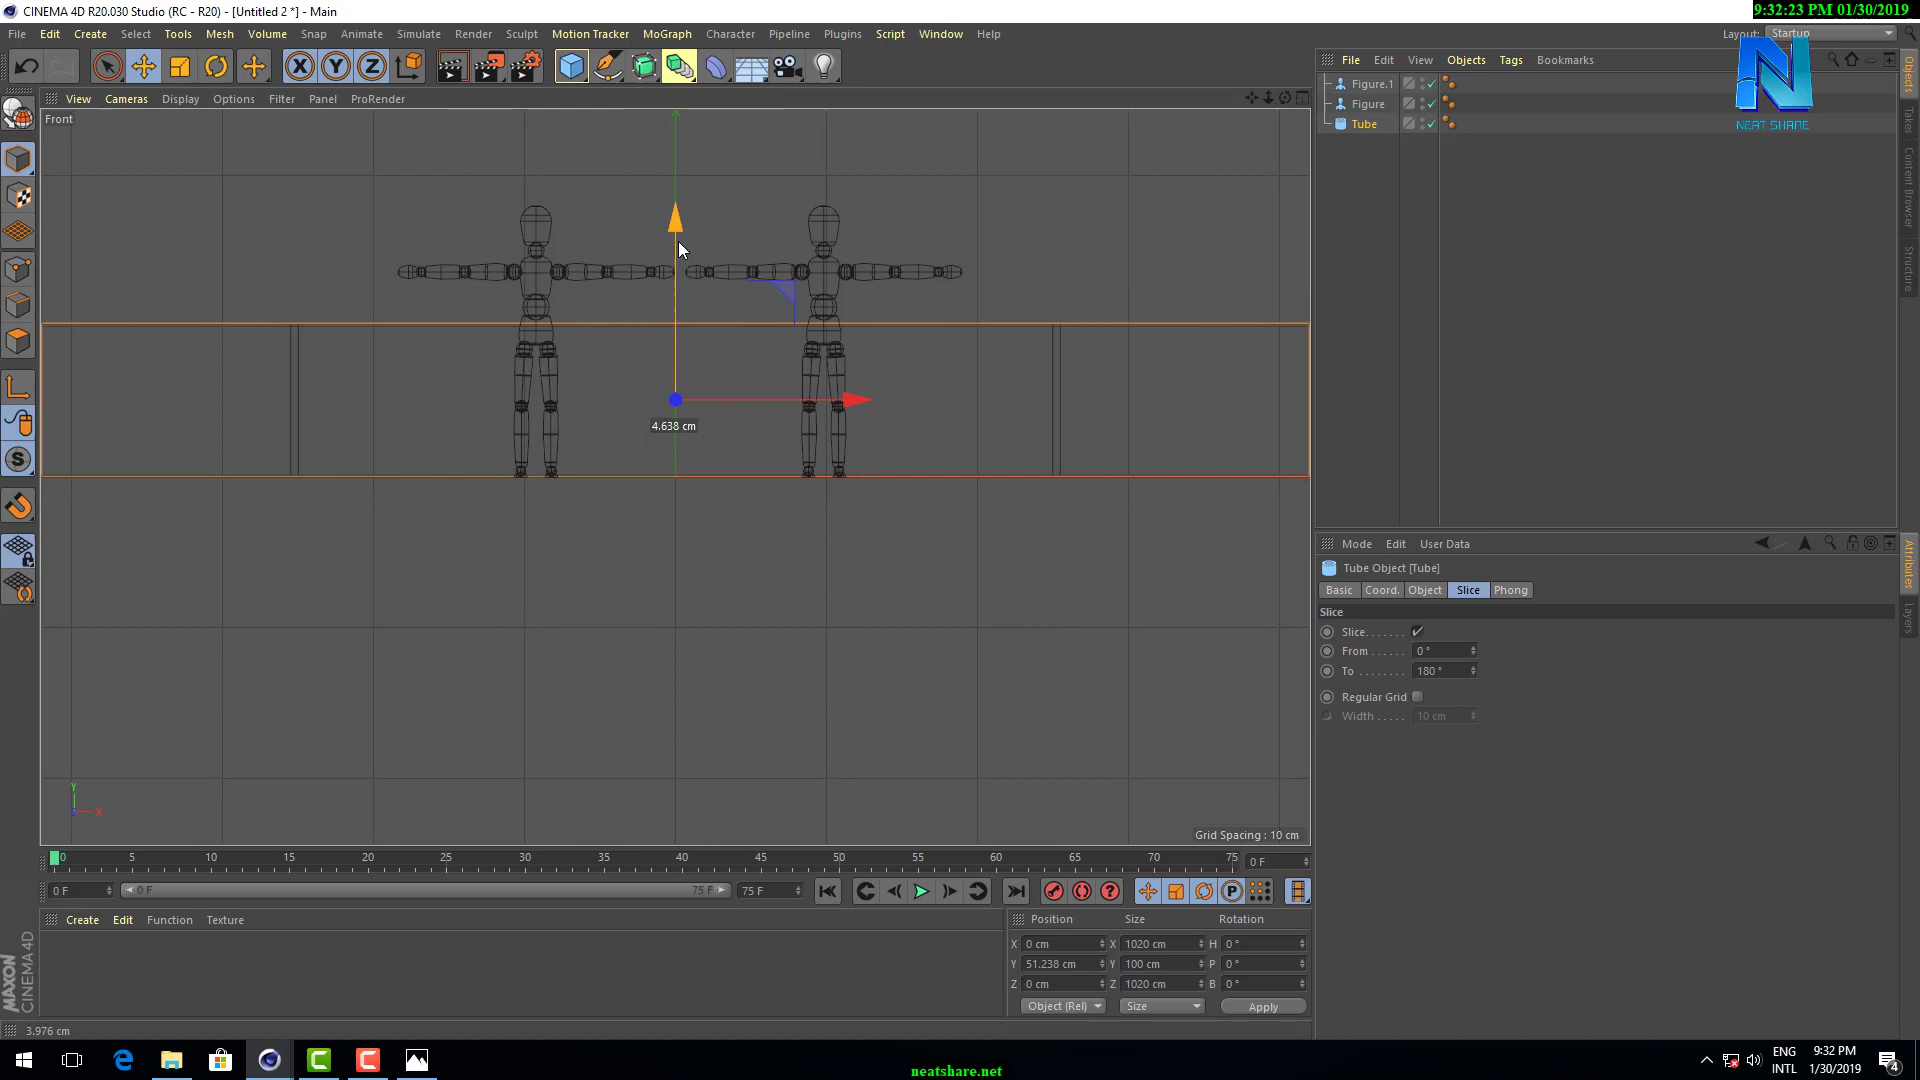 CINEMA 4D R20.030 Studio (RC - R20) - [Untitled 2 *] - Main
9:32:23 PM 01/30/2019
File Edit Create Select Tools Mesh Volume Snap Animate Simulate Render Sculpt Motion Tracker MoGraph Character Pipeline Plugins Script Window Help
Layout: Startup
View Cameras Display Options Filter Panel ProRender
Front
4.638 cm
Y
X
Grid Spacing : 10 cm
File Edit View Objects Tags Bookmarks
Figure.1
Figure
Tube
NEAT SHARE
Objects
Takes
Content Browser
Structure
Mode Edit User Data
Tube Object [Tube]
Basic Coord. Object Slice Phong
Slice
Slice
From 0 °
To 180 °
Regular Grid
Width 10 cm
Attributes
Layers
0 5 10 15 20 25 30 35 40 45 50 55 60 65 70 75 0 F
0 F 0 F 75 F 75 F
Create Edit Function Texture
Position Size Rotation
X 0 cm X 1020 cm H 0 °
Y 51.238 cm Y 100 cm P 0 °
Z 0 cm Z 1020 cm B 0 °
Object (Rel) Size Apply
MAXON
CINEMA 4D
3.976 cm
neatshare.net
ENG
INTL
9:32 PM
1/30/2019
4